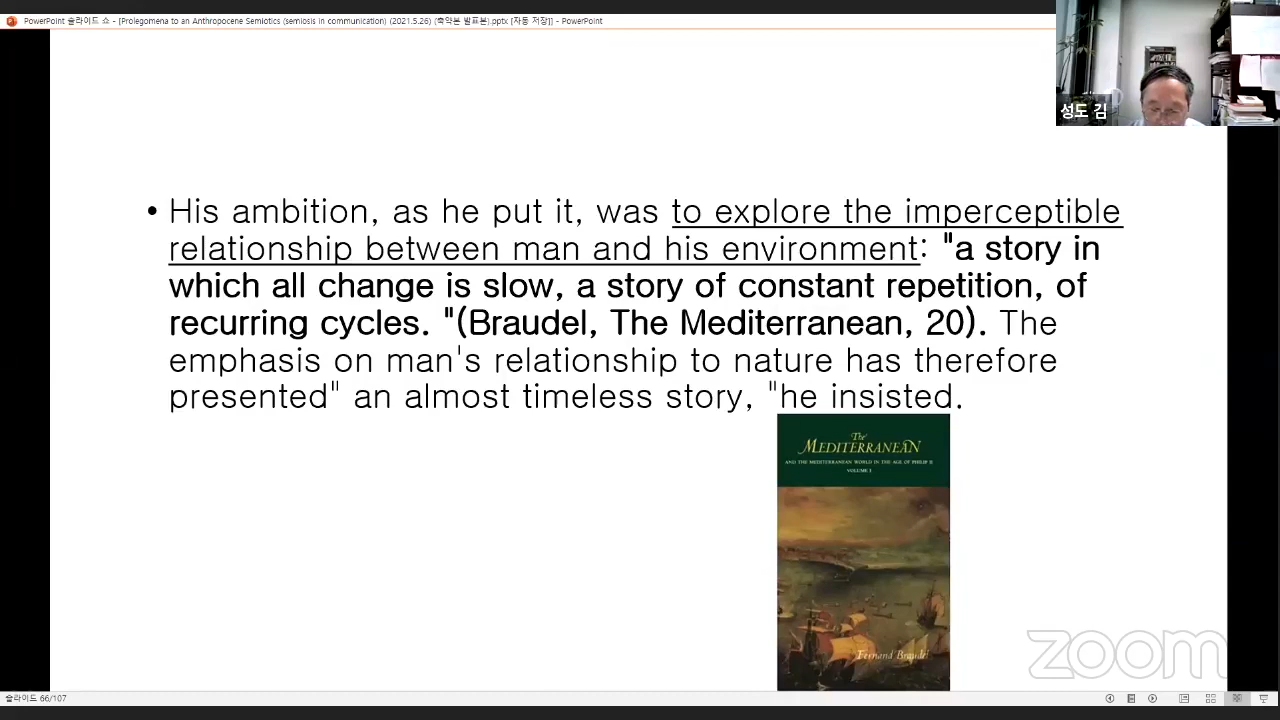 PowerPoint 슬라이드 쇼 - [Prolegomena to an Anthropocene Semiotics (semiosis in communication) (2021.5.26) (축약본 발표본).pptx [자동 저장]] - PowerPoint
성도 김
• His ambition, as he put it, was to explore the imperceptible
relationship between man and his environment: "a story in
which all change is slow, a story of constant repetition, of
recurring cycles. "(Braudel, The Mediterranean, 20). The
emphasis on man's relationship to nature has therefore
presented" an almost timeless story, "he insisted.
The
MEDITERRANEAN
AND THE MEDITERRANEAN WORLD IN THE AGE OF PHILIP II
VOLUME I
Fernand Braudel
zoom
슬라이드 66/107